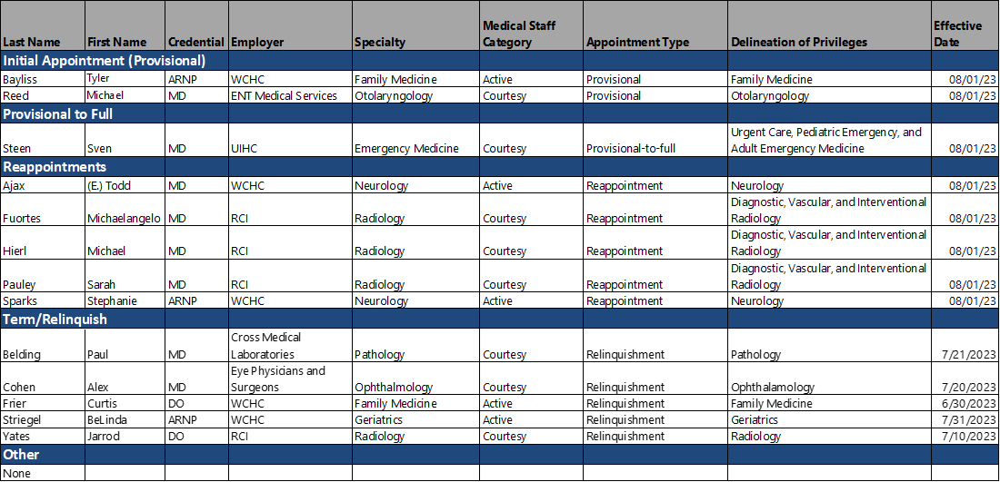 Last Name First Name Credential Employer Specialty Medical Staff Category Appointment Type Delineation of Privileges Effective Date
Initial Appointment (Provisional)
Bayliss Tyler ARNP WCHC Family Medicine Active Provisional Family Medicine 08/01/23
Reed Michael MD ENT Medical Services Otolaryngology Courtesy Provisional Otolaryngology 08/01/23
Provisional to Full
Steen Sven MD UIHC Emergency Medicine Courtesy Provisional-to-full Urgent Care, Pediatric Emergency, and Adult Emergency Medicine 08/01/23
Reappointments
Ajax (E.) Todd MD WCHC Neurology Active Reappointment Neurology 08/01/23
Fuortes Michaelangelo MD RCI Radiology Courtesy Reappointment Diagnostic, Vascular, and Interventional Radiology 08/01/23
Hierl Michael MD RCI Radiology Courtesy Reappointment Diagnostic, Vascular, and Interventional Radiology 08/01/23
Pauley Sarah MD RCI Radiology Courtesy Reappointment Diagnostic, Vascular, and Interventional Radiology 08/01/23
Sparks Stephanie ARNP WCHC Neurology Active Reappointment Neurology 08/01/23
Term/Relinquish
Belding Paul MD Cross Medical Laboratories Pathology Courtesy Relinquishment Pathology 7/21/2023
Cohen Alex MD Eye Physicians and Surgeons Ophthalmology Courtesy Relinquishment Ophthalamology 7/20/2023
Frier Curtis DO WCHC Family Medicine Active Relinquishment Family Medicine 6/30/2023
Striegel BeLinda ARNP WCHC Geriatrics Active Relinquishment Geriatrics 7/31/2023
Yates Jarrod DO RCI Radiology Courtesy Relinquishment Radiology 7/10/2023
Other
None